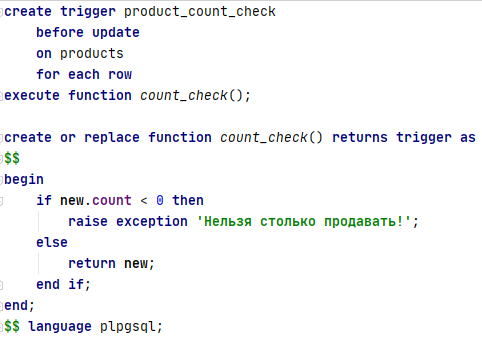 create trigger product_count_check
    before update
    on products
    for each row
execute function count_check();

create or replace function count_check() returns trigger as
$$
begin
    if new.count < 0 then
        raise exception 'Нельзя столько продавать!';
    else
        return new;
    end if;
end;
$$ language plpgsql;